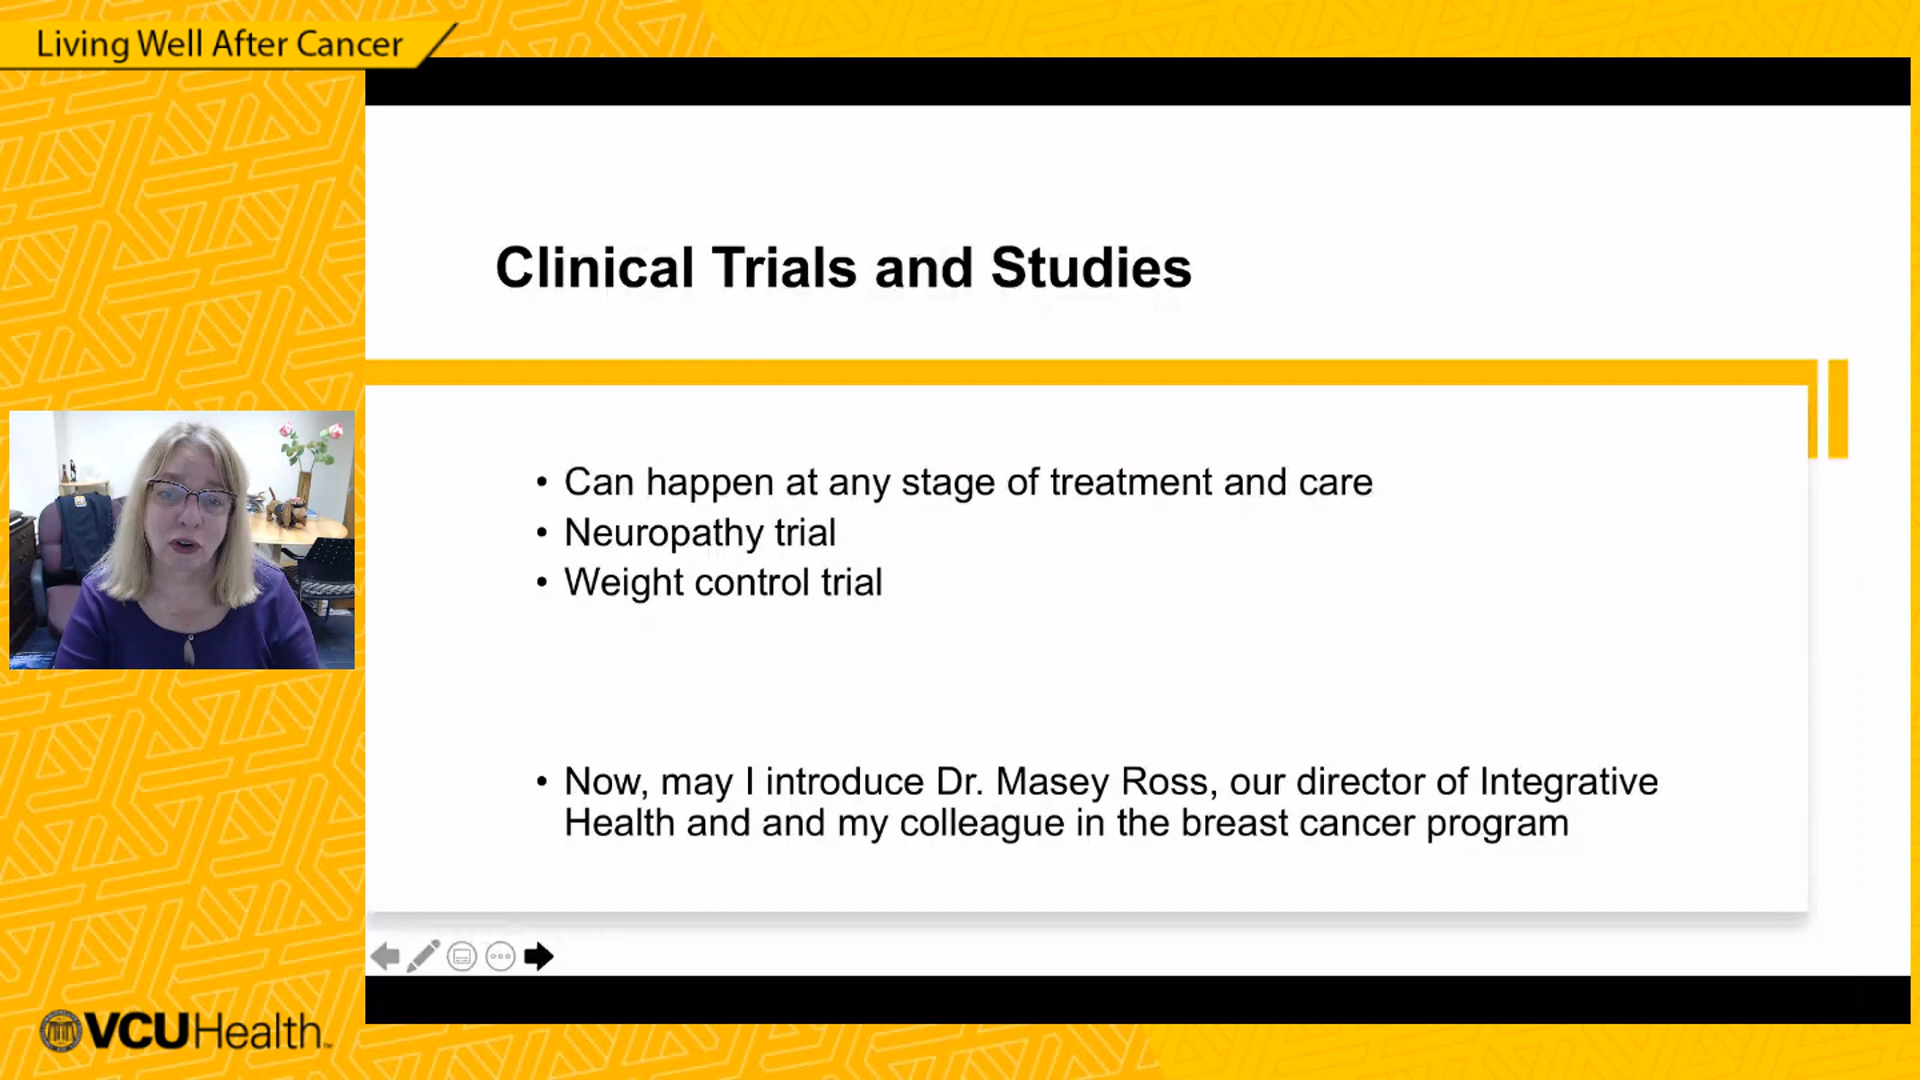 Living Well After Cancer
Clinical Trials and Studies
• Can happen at any stage of treatment and care
• Neuropathy trial
• Weight control trial
• Now, may I introduce Dr. Masey Ross, our director of Integrative
Health and and my colleague in the breast cancer program
VCUHealth™